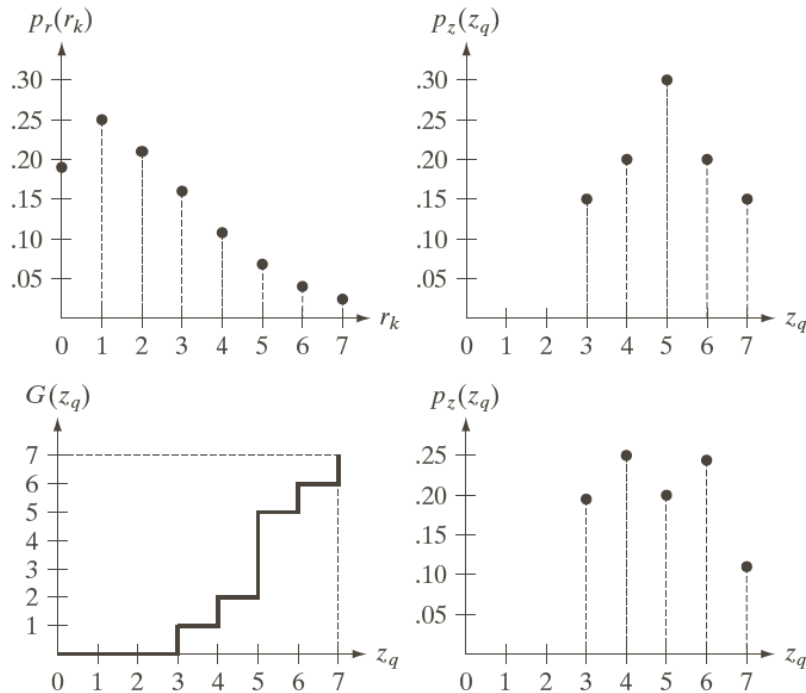 p_r(r_k)
.30
.25
.20
.15
.10
.05
0 1 2 3 4 5 6 7
r_k
p_z(z_q)
.30
.25
.20
.15
.10
.05
0 1 2 3 4 5 6 7
z_q
G(z_q)
7
6
5
4
3
2
1
0 1 2 3 4 5 6 7
z_q
p_z(z_q)
.25
.20
.15
.10
.05
0 1 2 3 4 5 6 7
z_q